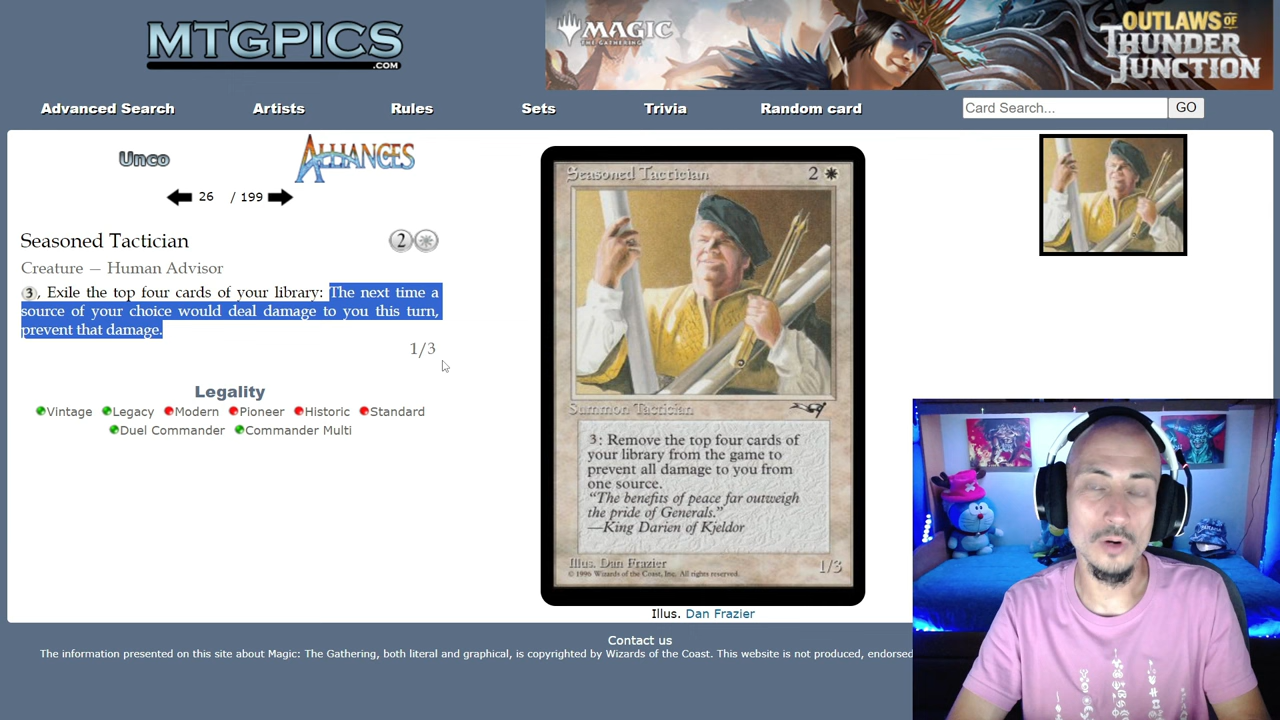 MTGPICS
.COM
MAGIC
THE GATHERING
OUTLAWS OF
THUNDER
JUNCTION
Advanced Search
Artists
Rules
Sets
Trivia
Random card
Card Search...
GO
Unco
ALLIANCES
26 / 199
Seasoned Tactician
2
Creature — Human Advisor
3, Exile the top four cards of your library: The next time a
source of your choice would deal damage to you this turn,
prevent that damage.
1/3
Legality
Vintage Legacy Modern Pioneer Historic Standard
Duel Commander Commander Multi
Seasoned Tactician 2
Summon Tactician
3: Remove the top four cards of
your library from the game to
prevent all damage to you from
one source.
“The benefits of peace far outweigh
the pride of Generals.”
—King Darien of Kjeldor
Illus. Dan Frazier
© 1996 Wizards of the Coast, Inc. All rights reserved.
1/3
Illus. Dan Frazier
Contact us
The information presented on this site about Magic: The Gathering, both literal and graphical, is copyrighted by Wizards of the Coast. This website is not produced, endorsed